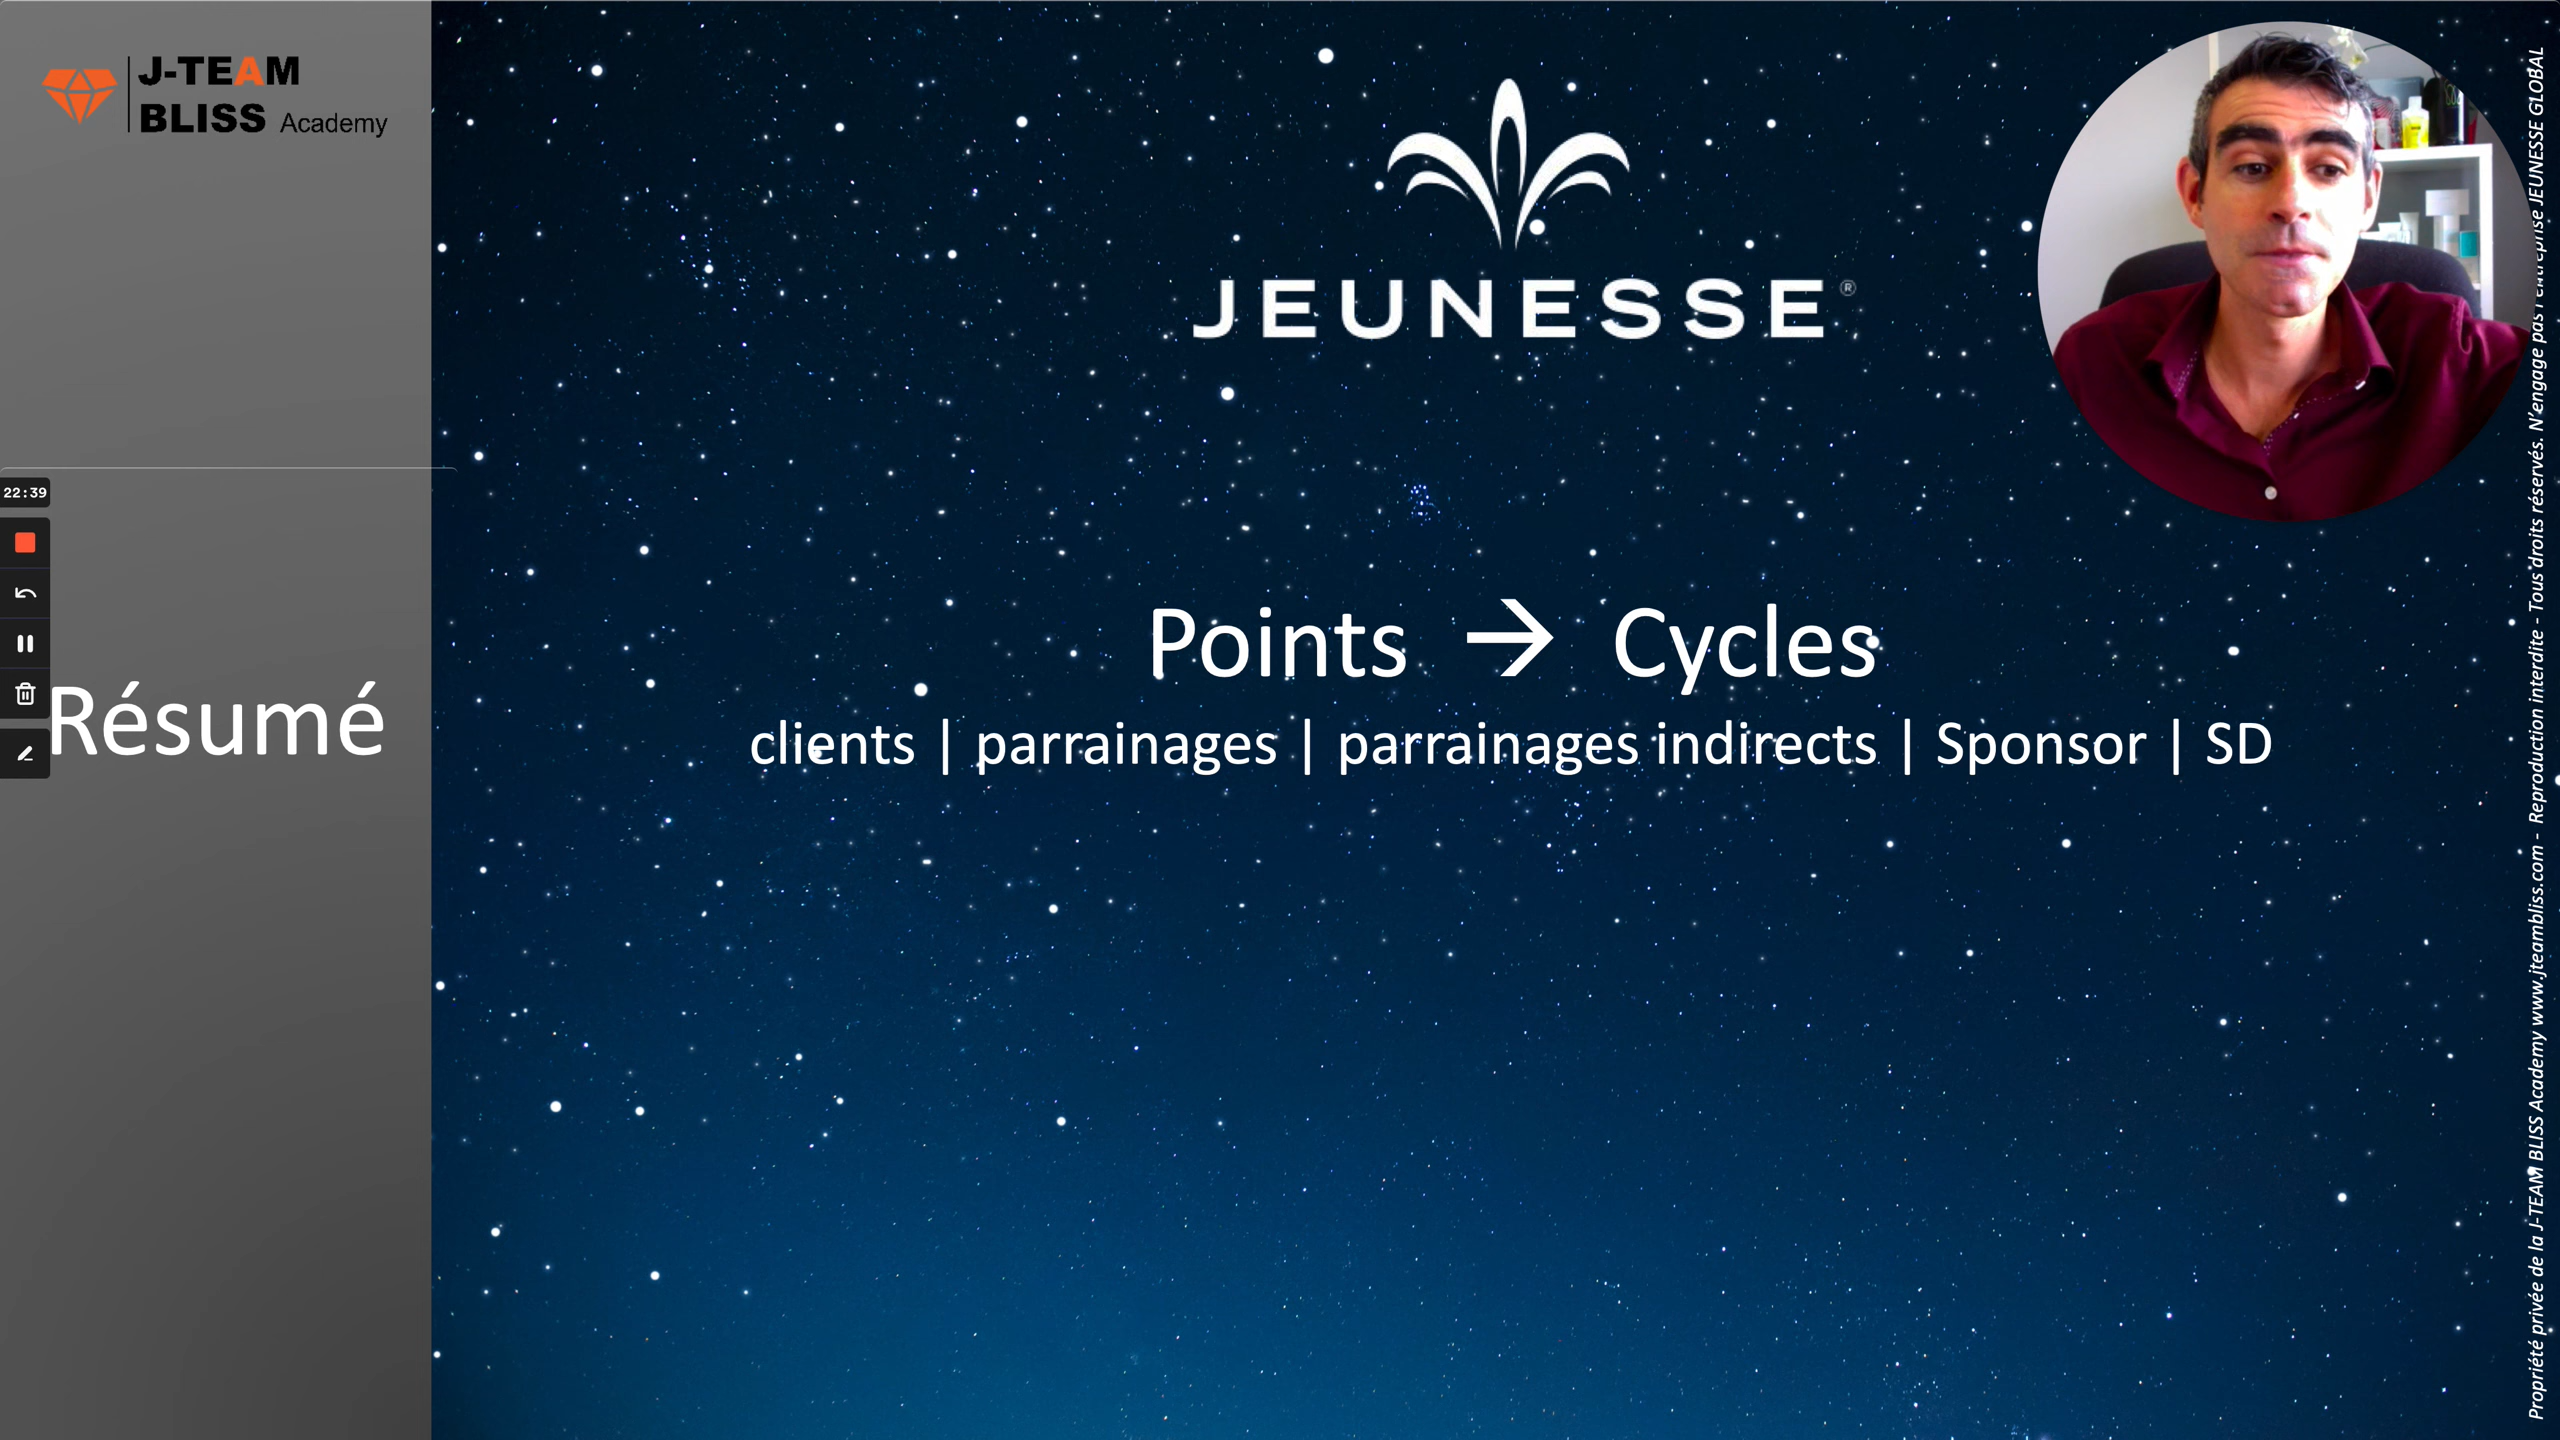 J-TEAM
BLISS Academy
JEUNESSE®
22:39
Résumé
Points → Cycles
clients | parrainages | parrainages indirects | Sponsor | SD
Propriété privée de la J-TEAM BLISS Academy www.jteambliss.com - Reproduction interdite - Tous droits réservés. N'engage pas l'entreprise JEUNESSE GLOBAL